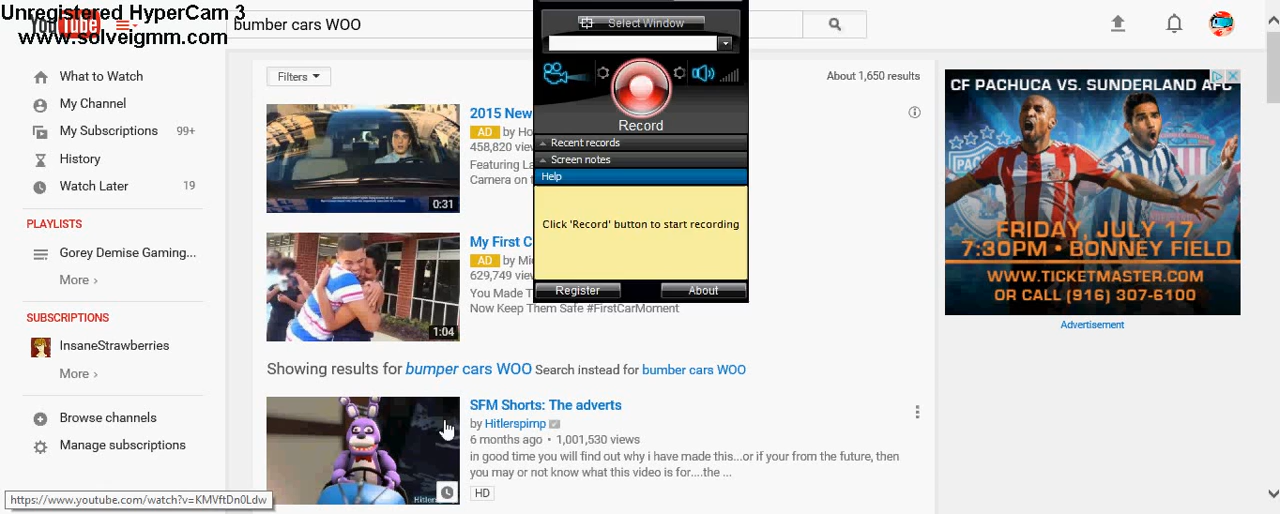 Unregistered HyperCam 3
www.solveigmm.com
YouTube
bumber cars WOO
What to Watch
My Channel
My Subscriptions 99+
History
Watch Later 19
PLAYLISTS
Gorey Demise Gaming...
More ›
SUBSCRIPTIONS
InsaneStrawberries
More ›
Browse channels
Manage subscriptions
https://www.youtube.com/watch?v=KMVftDn0Ldw
Filters
About 1,650 results
2015 New
AD by Ho
458,820 view
Featuring La
Camera on t
0:31
My First C
AD by Mi
629,749 view
You Made T
Now Keep Them Safe #FirstCarMoment
1:04
Showing results for bumper cars WOO Search instead for bumber cars WOO
SFM Shorts: The adverts
by Hitlerspimp
6 months ago • 1,001,530 views
in good time you will find out why i have made this...or if your from the future, then
you may or not know what this video is for....the ...
HD
Select Window
Record
Recent records
Screen notes
Help
Click 'Record' button to start recording
Register
About
CF PACHUCA VS. SUNDERLAND AFC
FRIDAY, JULY 17
7:30PM • BONNEY FIELD
WWW.TICKETMASTER.COM
OR CALL (916) 307-6100
Advertisement